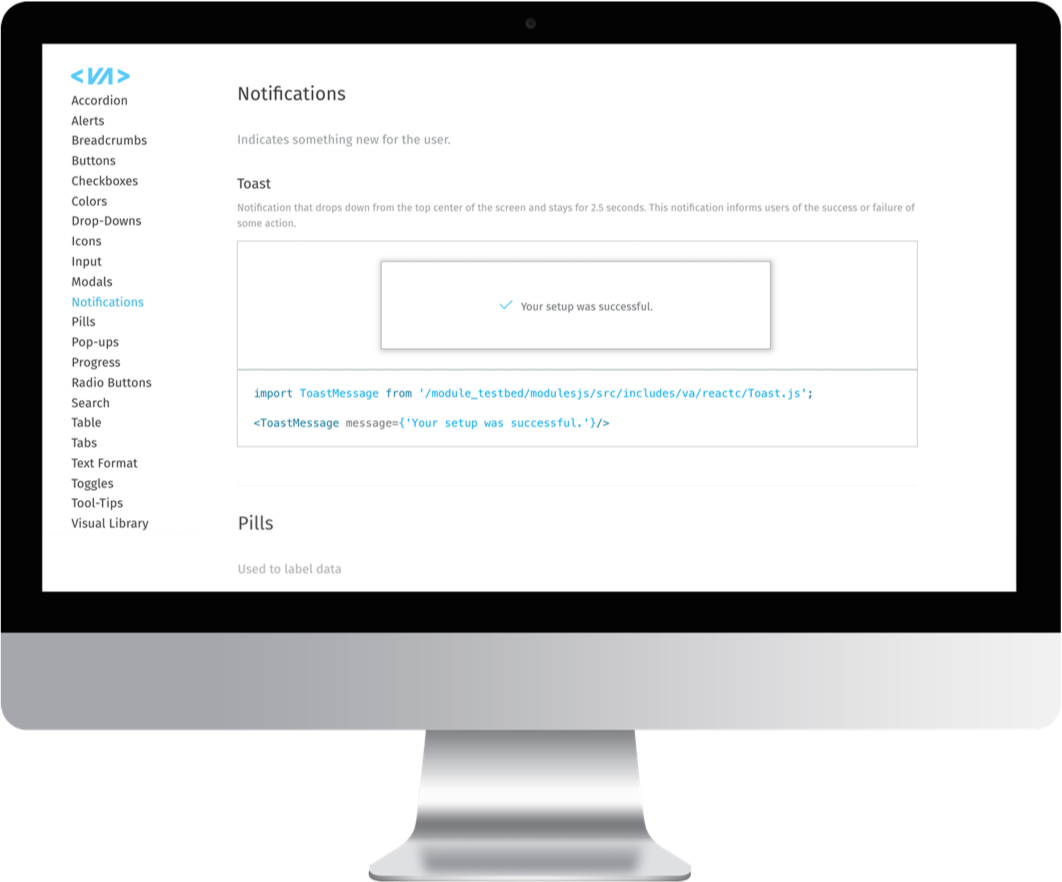 <VA>
Accordion
Alerts
Breadcrumbs
Buttons
Checkboxes
Colors
Drop-Downs
Icons
Input
Modals
Notifications
Pills
Pop-ups
Progress
Radio Buttons
Search
Table
Tabs
Text Format
Toggles
Tool-Tips
Visual Library
Notifications
Indicates something new for the user.
Toast
Notification that drops down from the top center of the screen and stays for 2.5 seconds. This notification informs users of the success or failure of
some action.
Your setup was successful.
import ToastMessage from '/module_testbed/modulesjs/src/includes/va/reactc/Toast.js';
<ToastMessage message={'Your setup was successful.'}/>
Pills
Used to label data